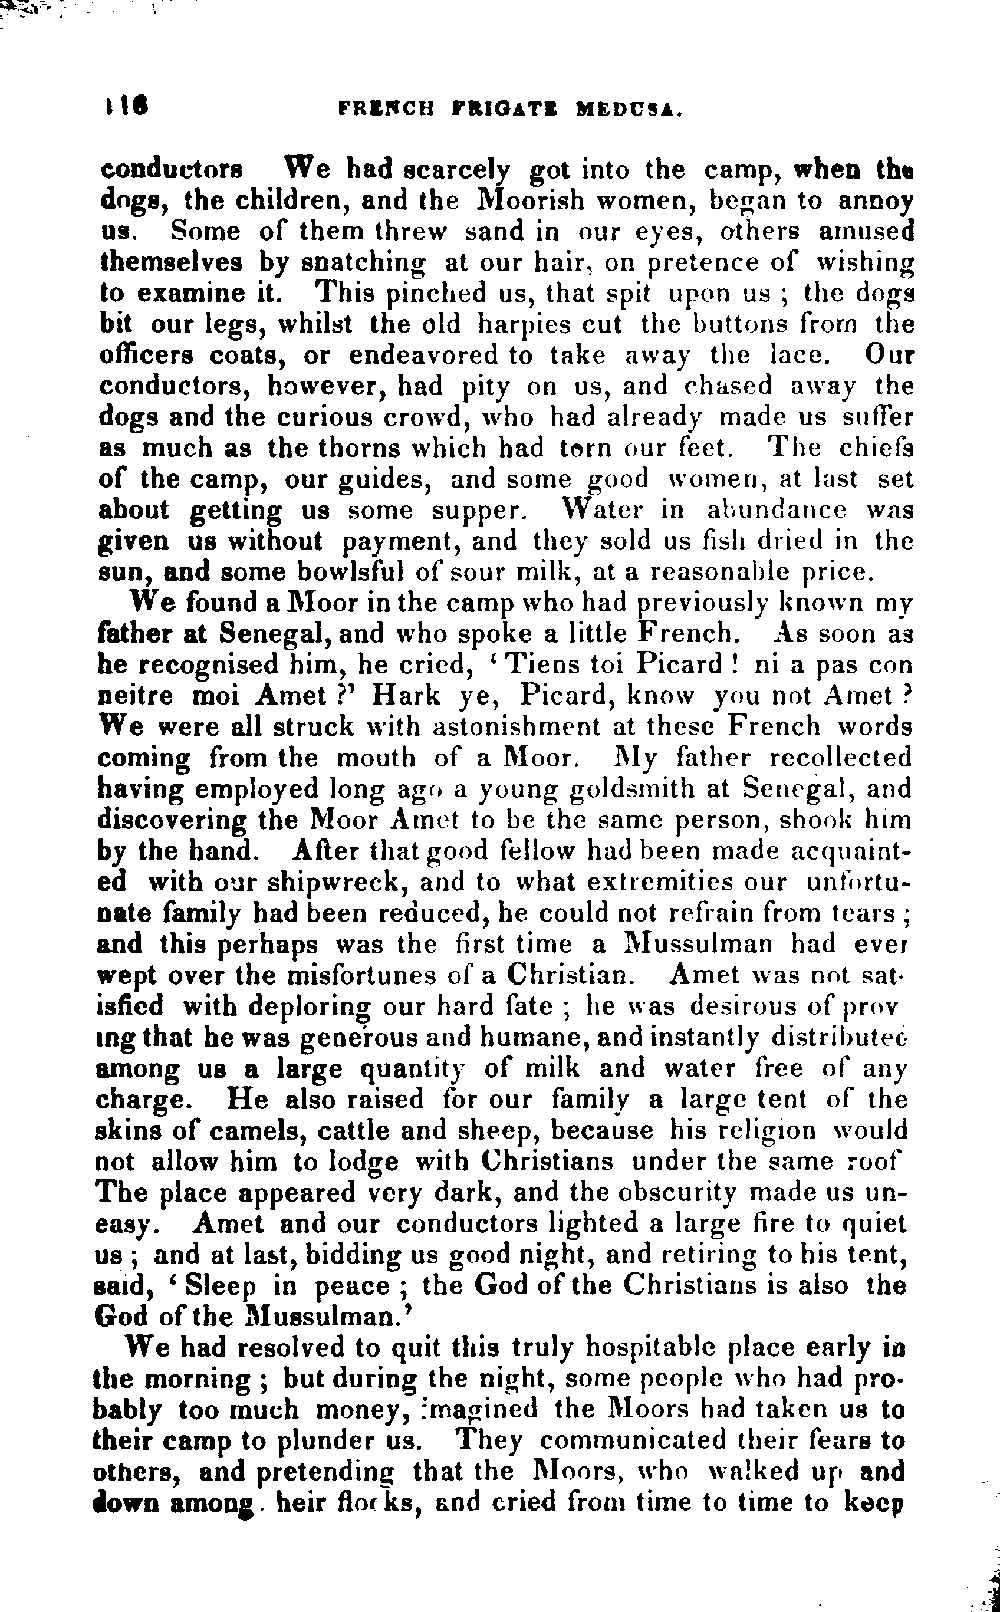 116 FRENCH FRIGATE MEDUSA.
conductors We had scarcely got into the camp, when the
dogs, the children, and the Moorish women, began to annoy
us. Some of them threw sand in our eyes, others amused
themselves by snatching at our hair, on pretence of wishing
to examine it. This pinched us, that spit upon us ; the dogs
bit our legs, whilst the old harpies cut the buttons from the
officers coats, or endeavored to take away the lace. Our
conductors, however, had pity on us, and chased away the
dogs and the curious crowd, who had already made us suffer
as much as the thorns which had torn our feet. The chiefs
of the camp, our guides, and some good women, at last set
about getting us some supper. Water in abundance was
given us without payment, and they sold us fish dried in the
sun, and some bowlsful of sour milk, at a reasonable price.
We found a Moor in the camp who had previously known my
father at Senegal, and who spoke a little French. As soon as
he recognised him, he cried, ‘ Tiens toi Picard ! ni a pas con
neitre moi Amet ?’ Hark ye, Picard, know you not Amet ?
We were all struck with astonishment at these French words
coming from the mouth of a Moor. My father recollected
having employed long ago a young goldsmith at Senegal, and
discovering the Moor Amet to be the same person, shook him
by the hand. After that good fellow had been made acquaint-
ed with our shipwreck, and to what extremities our unfortu-
nate family had been reduced, he could not refrain from tears ;
and this perhaps was the first time a Mussulman had ever
wept over the misfortunes of a Christian. Amet was not sat-
isfied with deploring our hard fate ; he was desirous of prov
ing that he was generous and humane, and instantly distributed
among us a large quantity of milk and water free of any
charge. He also raised for our family a large tent of the
skins of camels, cattle and sheep, because his religion would
not allow him to lodge with Christians under the same roof
The place appeared very dark, and the obscurity made us un-
easy. Amet and our conductors lighted a large fire to quiet
us ; and at last, bidding us good night, and retiring to his tent,
said, ‘ Sleep in peace ; the God of the Christians is also the
God of the Mussulman.’
We had resolved to quit this truly hospitable place early in
the morning ; but during the night, some people who had pro-
bably too much money, imagined the Moors had taken us to
their camp to plunder us. They communicated their fears to
others, and pretending that the Moors, who walked up and
down among . heir flocks, and cried from time to time to keep